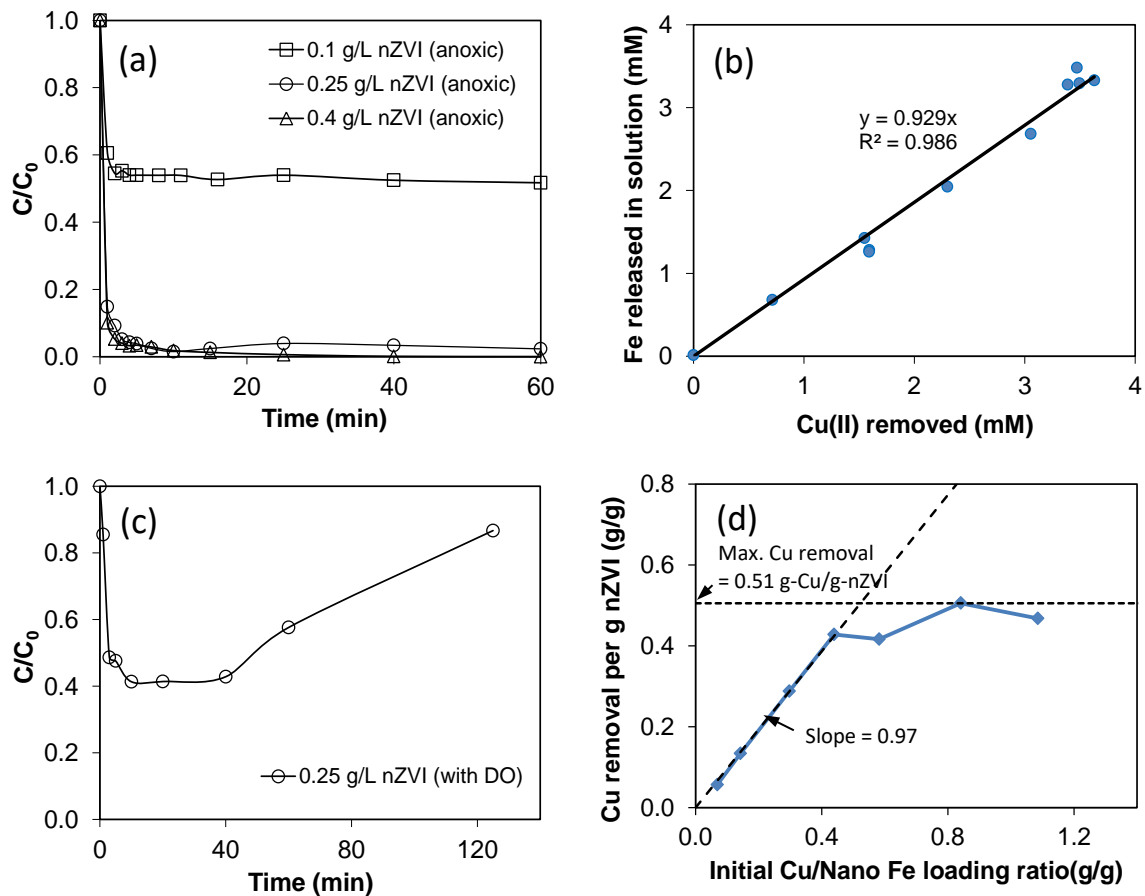 (a)
0.1 g/L nZVI (anoxic)
0.25 g/L nZVI (anoxic)
0.4 g/L nZVI (anoxic)
C/C0
1.0
0.8
0.6
0.4
0.2
0.0
0 20 40 60
Time (min)
(b)
y = 0.929x
R² = 0.986
Fe released in solution (mM)
4
3
2
1
0
0 1 2 3 4
Cu(II) removed (mM)
(c)
0.25 g/L nZVI (with DO)
C/C0
1.0
0.8
0.6
0.4
0.2
0.0
0 40 80 120
Time (min)
(d)
Max. Cu removal
= 0.51 g-Cu/g-nZVI
Slope = 0.97
Cu removal per g nZVI (g/g)
0.8
0.6
0.4
0.2
0.0
0.0 0.4 0.8 1.2
Initial Cu/Nano Fe loading ratio(g/g)